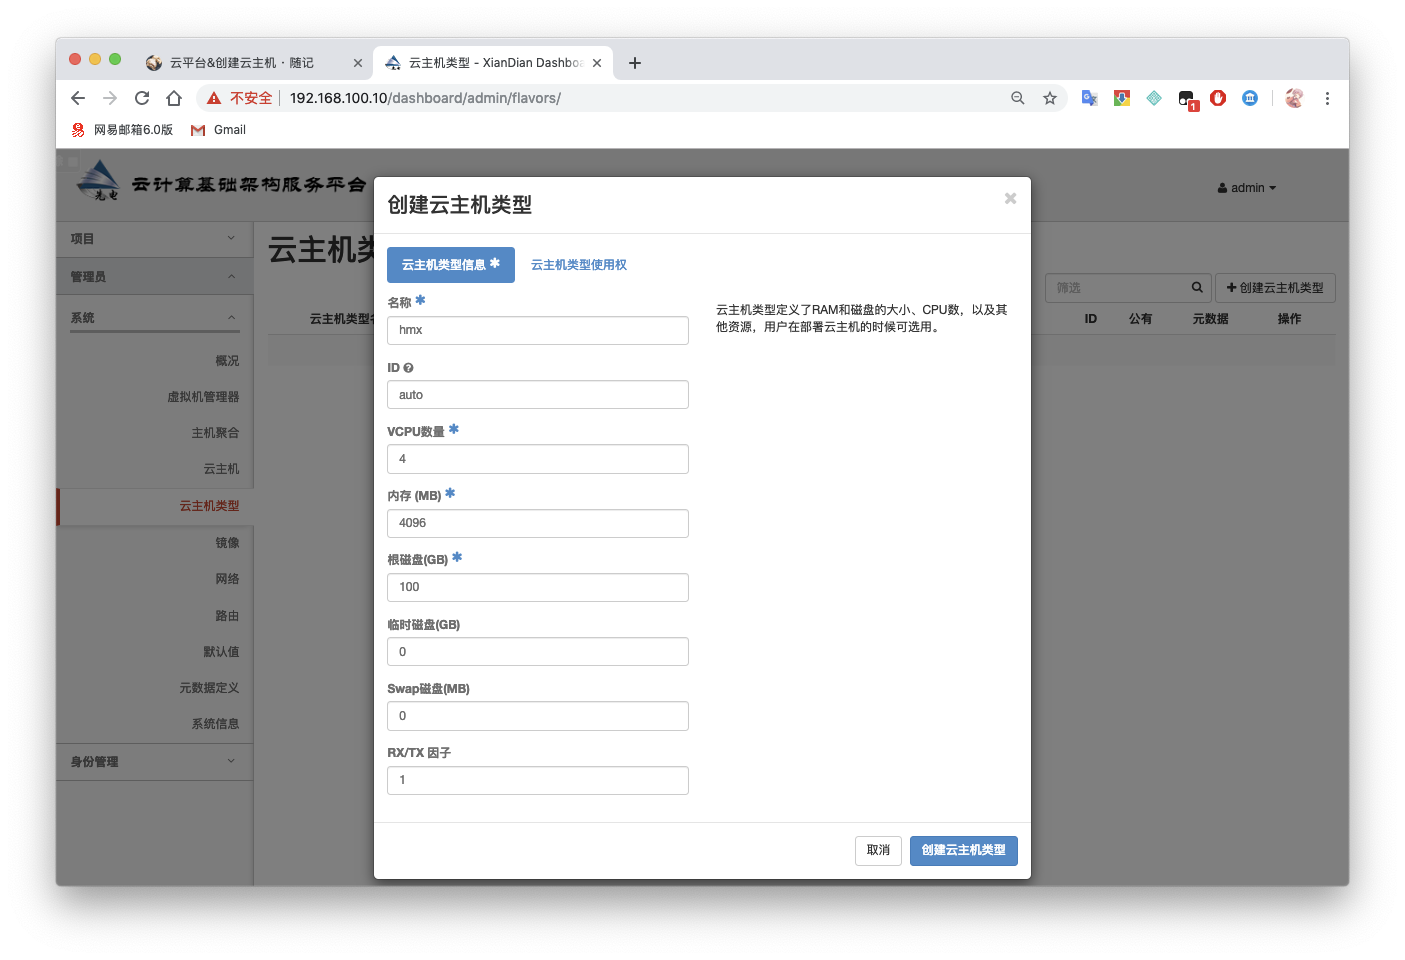 云平台&创建云主机 · 随记
云主机类型 - XianDian Dashboa
不安全
192.168.100.10/dashboard/admin/flavors/
1
网易邮箱6.0版
Gmail
先电
云计算基础架构服务平台
admin
项目
管理员
系统
概况
虚拟机管理器
主机聚合
云主机
云主机类型
镜像
网络
路由
默认值
元数据定义
系统信息
身份管理
云主机类
筛选
创建云主机类型
云主机类型名
ID
公有
元数据
操作
创建云主机类型
云主机类型信息 *
云主机类型使用权
名称 *
hmx
ID
auto
VCPU数量 *
4
内存 (MB) *
4096
根磁盘(GB) *
100
临时磁盘(GB)
0
Swap磁盘(MB)
0
RX/TX 因子
1
云主机类型定义了RAM和磁盘的大小、CPU数，以及其
他资源，用户在部署云主机的时候可选用。
取消
创建云主机类型